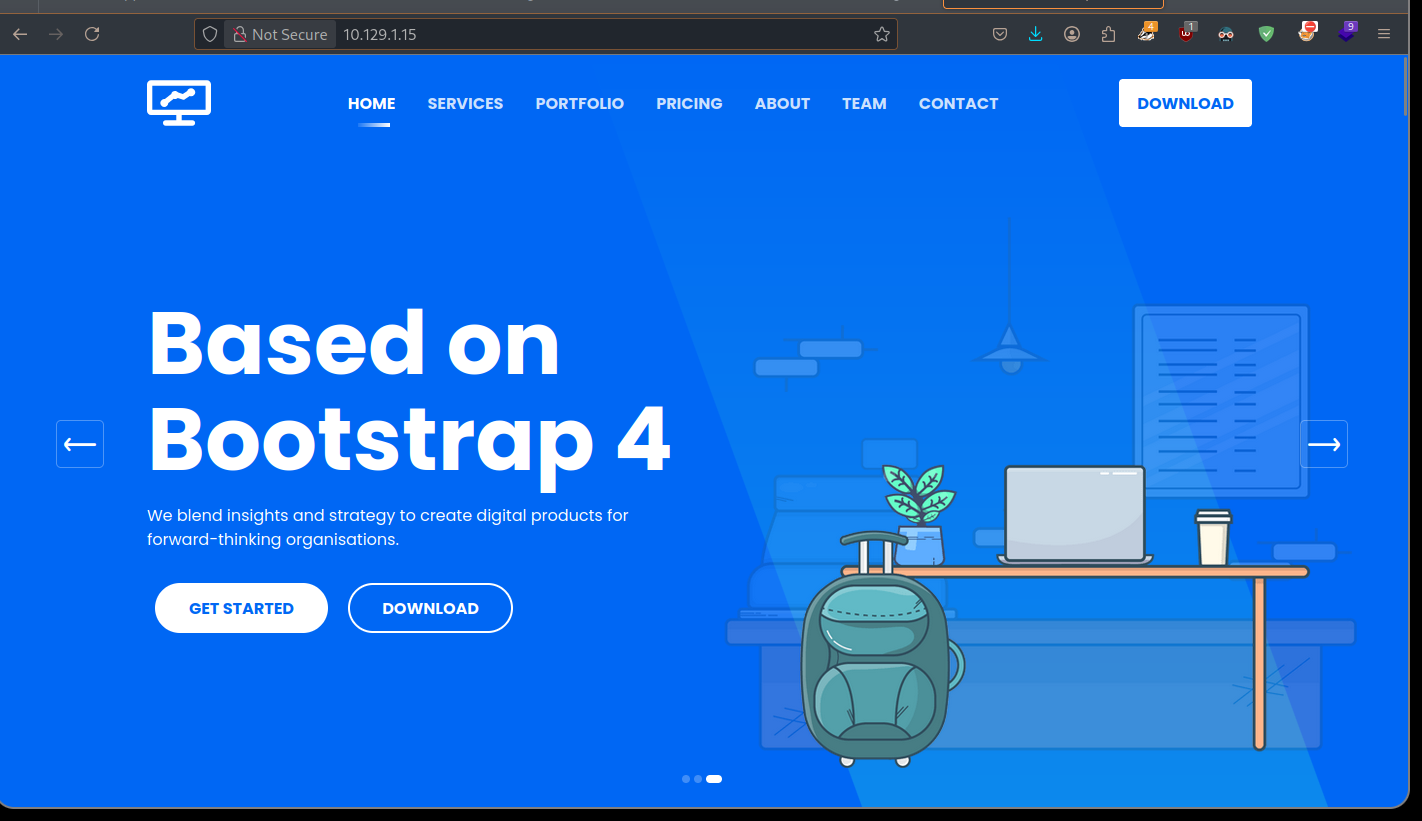 Not Secure 10.129.1.15
4
1
9
HOME SERVICES PORTFOLIO PRICING ABOUT TEAM CONTACT DOWNLOAD
Based on
Bootstrap 4
We blend insights and strategy to create digital products for
forward-thinking organisations.
GET STARTED DOWNLOAD